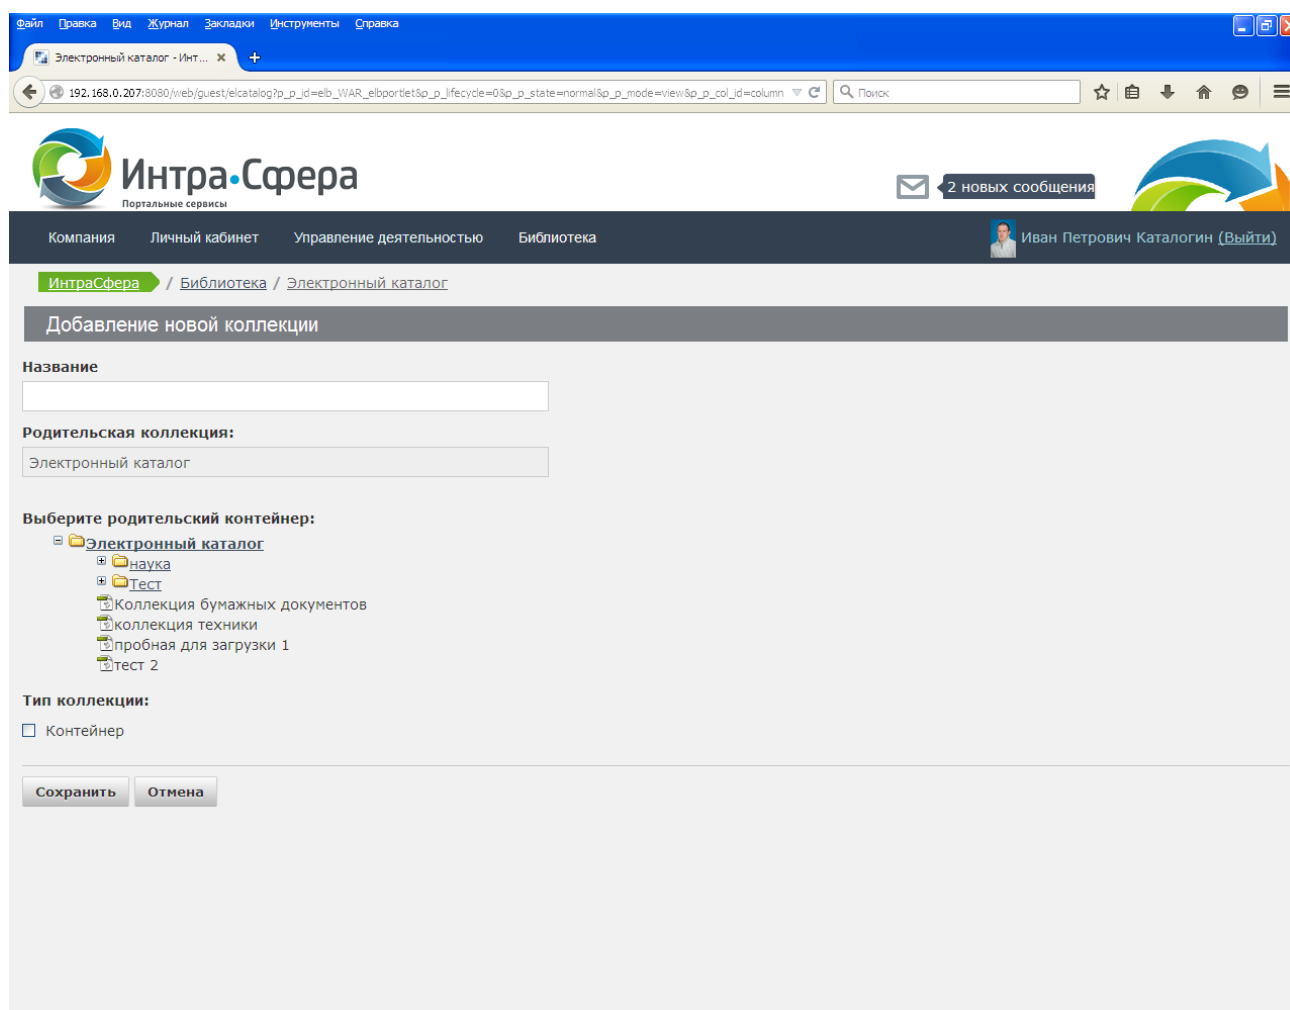 Файл Правка Вид Журнал Закладки Инструменты Справка
Электронный каталог - Инт...
192.168.0.207:8080/web/guest/elcatalog?p_p_id=elb_WAR_elbportlet&p_p_lifecycle=0&p_p_state=normal&p_p_mode=view&p_p_col_id=column Поиск
Интра•Сфера
Портальные сервисы
2 новых сообщения
Компания Личный кабинет Управление деятельностью Библиотека Иван Петрович Каталогин (Выйти)
ИнтраСфера / Библиотека / Электронный каталог
Добавление новой коллекции
Название
Родительская коллекция:
Электронный каталог
Выберите родительский контейнер:
Электронный каталог
наука
Тест
Коллекция бумажных документов
коллекция техники
пробная для загрузки 1
тест 2
Тип коллекции:
Контейнер
Сохранить Отмена